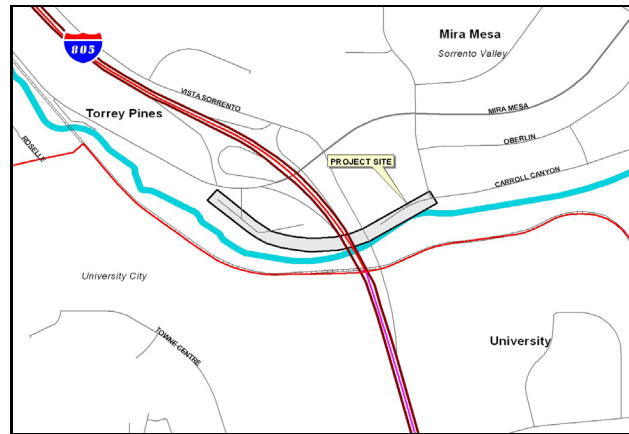 Mira Mesa
Sorrento Valley
805
VISTA SORRENTO
MIRA MESA
Torrey Pines
OBERLIN
ROSELLE
PROJECT SITE
CARROLL CANYON
University City
TOWNE CENTRE
University